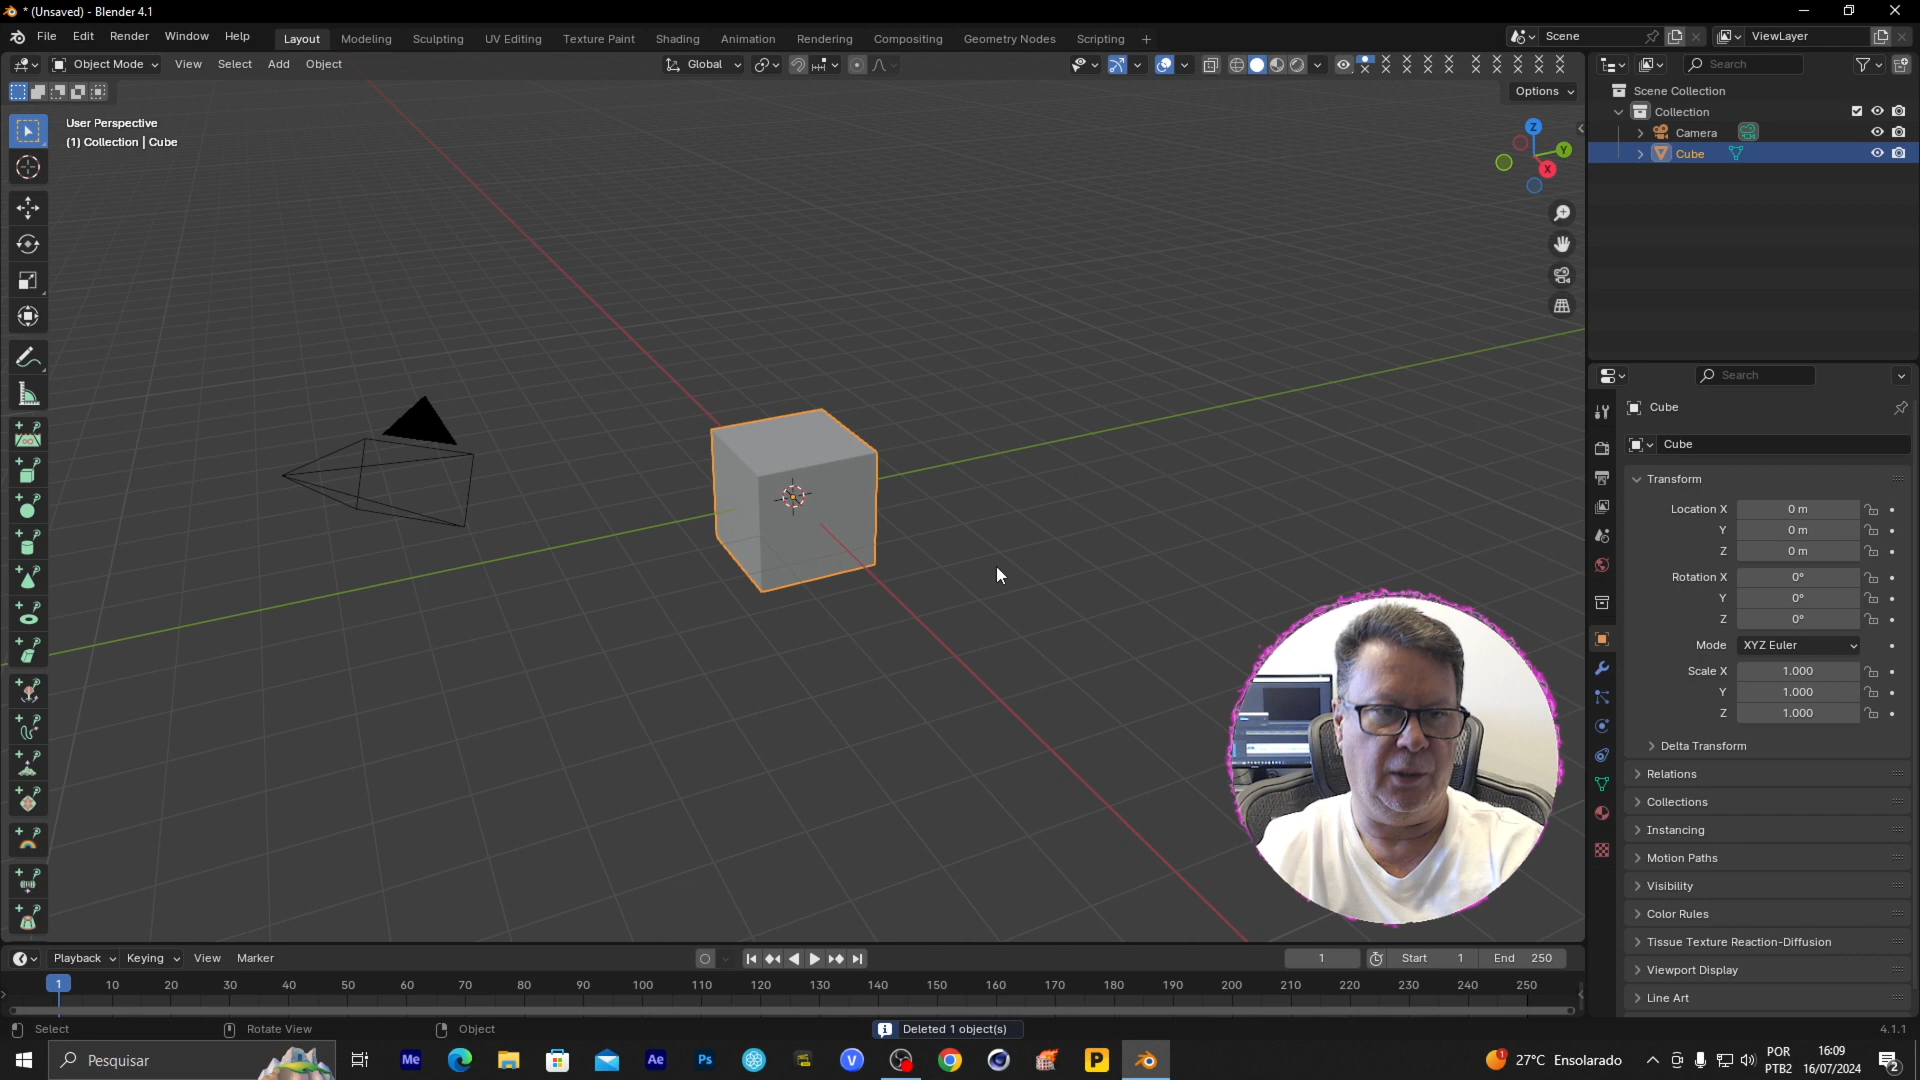 * (Unsaved) - Blender 4.1
File Edit Render Window Help
Layout Modeling Sculpting UV Editing Texture Paint Shading Animation Rendering Compositing Geometry Nodes Scripting +
Scene
ViewLayer
Object Mode View Select Add Object
Global
Search
Options
User Perspective
(1) Collection | Cube
Z
Y
X
Scene Collection
Collection
Camera
Cube
Search
Cube
Cube
Transform
Location X 0 m
Y 0 m
Z 0 m
Rotation X 0°
Y 0°
Z 0°
Mode XYZ Euler
Scale X 1.000
Y 1.000
Z 1.000
Delta Transform
Relations
Collections
Instancing
Motion Paths
Visibility
Color Rules
Tissue Texture Reaction-Diffusion
Viewport Display
Line Art
Playback Keying View Marker
1 Start 1 End 250
1 10 20 30 40 50 60 70 80 90 100 110 120 130 140 150 160 170 180 190 200 210 220 230 240 250
Select Rotate View Object Deleted 1 object(s) 4.1.1
Pesquisar
Me Ae Ps V P
1 27°C Ensolarado
POR
PTB2
16:09
16/07/2024
2